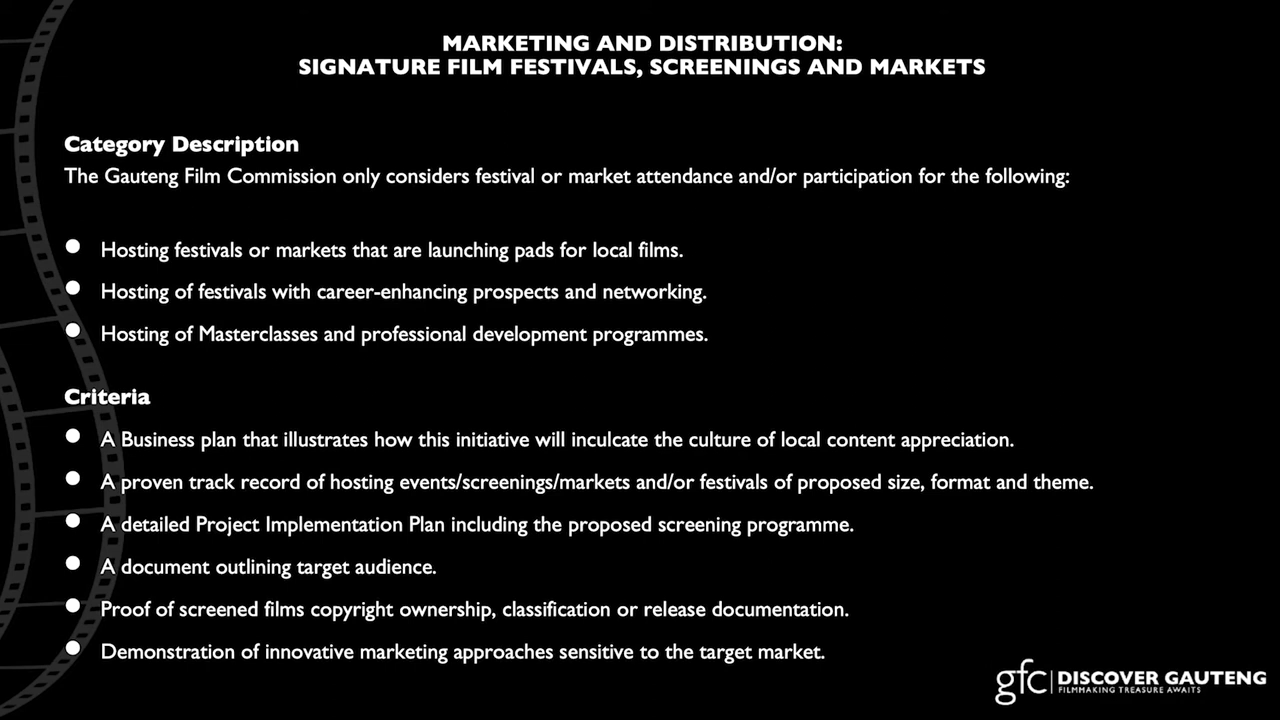 MARKETING AND DISTRIBUTION:
SIGNATURE FILM FESTIVALS, SCREENINGS AND MARKETS
Category Description
The Gauteng Film Commission only considers festival or market attendance and/or participation for the following:
● Hosting festivals or markets that are launching pads for local films.
● Hosting of festivals with career-enhancing prospects and networking.
● Hosting of Masterclasses and professional development programmes.
Criteria
● A Business plan that illustrates how this initiative will inculcate the culture of local content appreciation.
● A proven track record of hosting events/screenings/markets and/or festivals of proposed size, format and theme.
● A detailed Project Implementation Plan including the proposed screening programme.
● A document outlining target audience.
● Proof of screened films copyright ownership, classification or release documentation.
● Demonstration of innovative marketing approaches sensitive to the target market.
gfc | DISCOVER GAUTENG
FILMMAKING TREASURE AWAITS